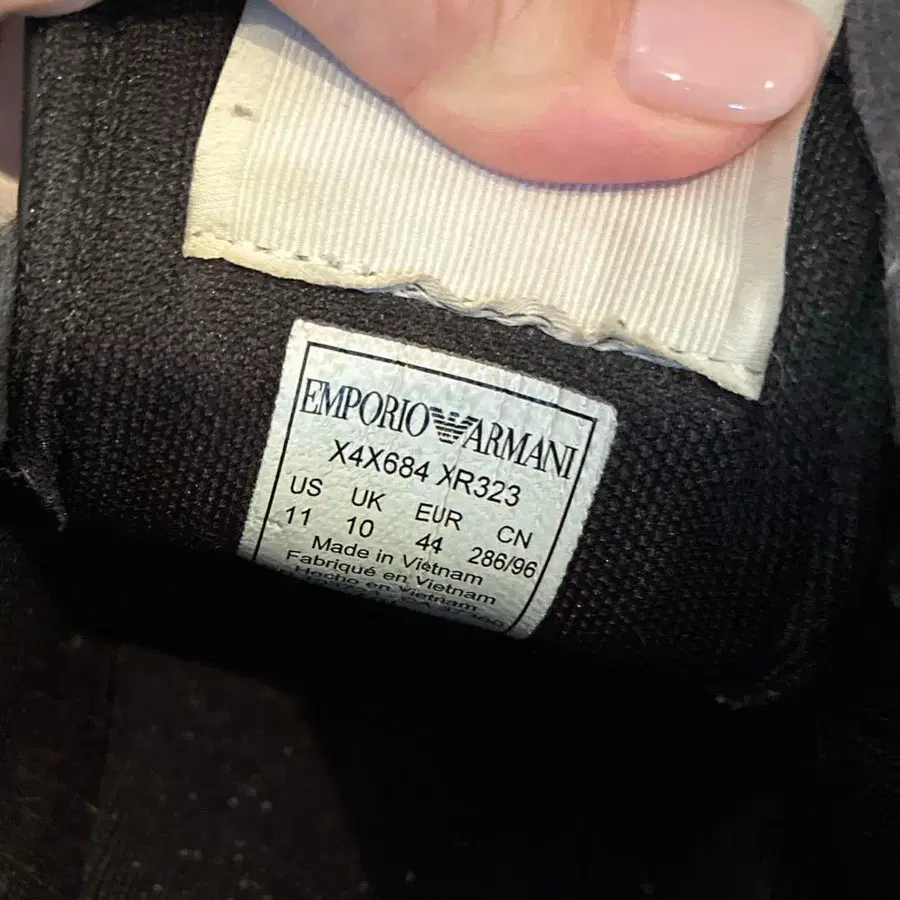 EMPORIO ARMANI
X4X684 XR323
US UK EUR CN
11 10 44 286/96
Made in Vietnam
Fabriqué en Vietnam
Hecho en Vietnam